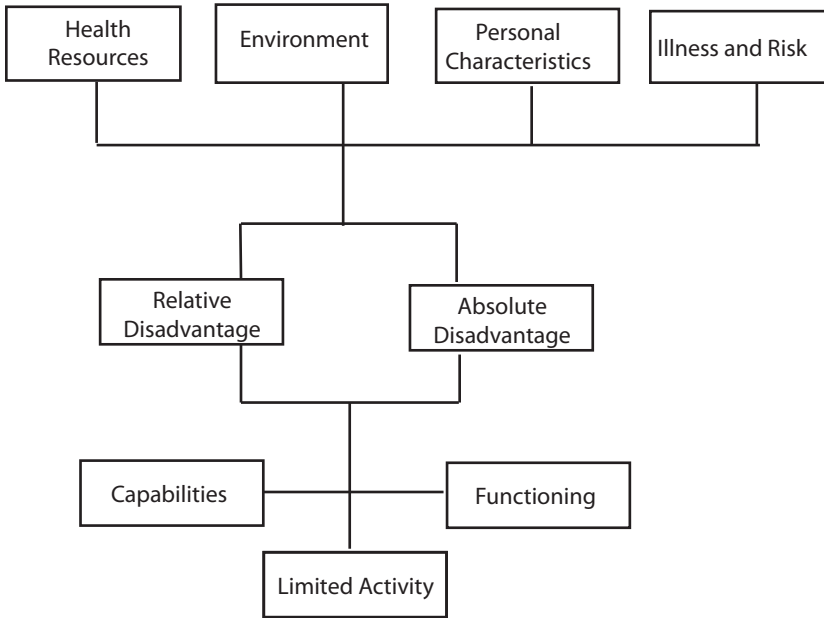 Health
Resources
Environment
Personal
Characteristics
Illness and Risk
Relative
Disadvantage
Absolute
Disadvantage
Capabilities
Functioning
Limited Activity